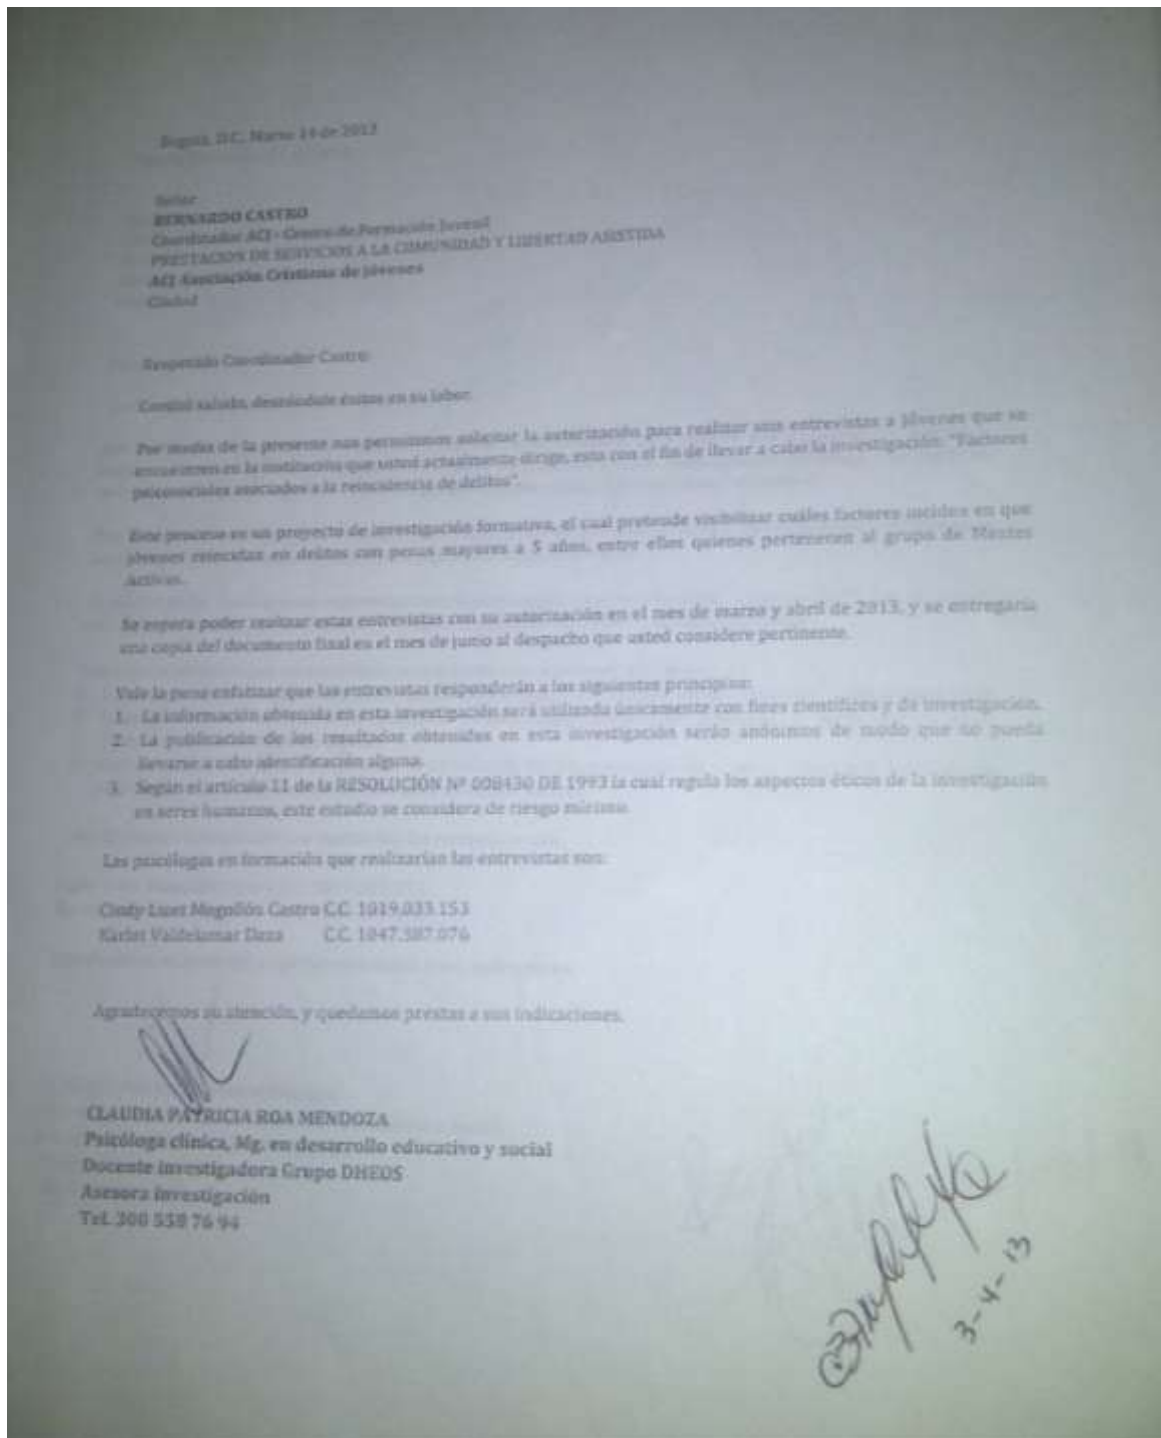 Bogotá, D.C., Marzo 14 de 2013
Señor
BERNARDO CASTRO
Coordinador ACJ - Centro de Formación Juvenil
PRESTACION DE SERVICIOS A LA COMUNIDAD Y LIBERTAD ASISTIDA
ACJ Asociación Cristiana de Jóvenes
Ciudad
Respetado Coordinador Castro:
Cordial saludo, deseándole éxitos en su labor.
Por medio de la presente nos permitimos solicitar la autorización para realizar seis entrevistas a jóvenes que se
encuentren en la institución que usted actualmente dirige, esto con el fin de llevar a cabo la investigación: "Factores
psicosociales asociados a la reincidencia de delitos".
Este proceso es un proyecto de investigación formativa, el cual pretende visibilizar cuáles factores inciden en que
jóvenes reincidan en delitos con penas mayores a 5 años, entre ellos quienes pertenecen al grupo de Mentes
Activas.
Se espera poder realizar estas entrevistas con su autorización en el mes de marzo y abril de 2013, y se entregaría
una copia del documento final en el mes de junio al despacho que usted considere pertinente.
Vale la pena enfatizar que las entrevistas responderán a los siguientes principios:
1. La información obtenida en esta investigación será utilizada únicamente con fines científicos y de investigación.
2. La publicación de los resultados obtenidos en esta investigación serán anónimos de modo que no pueda
llevarse a cabo identificación alguna.
3. Según el artículo 11 de la RESOLUCIÓN Nº 008430 DE 1993 la cual regula los aspectos éticos de la investigación
en seres humanos, este estudio se considera de riesgo mínimo.
Las psicólogas en formación que realizarían las entrevistas son:
Cindy Castro C.C. 1019.033.153
Valdelamar Daza C.C. 1047.387.076
Agradecemos su atención, y quedamos prestas a sus indicaciones,
CLAUDIA PATRICIA ROA MENDOZA
Psicóloga clínica, Mg. en desarrollo educativo y social
Docente investigadora Grupo DHEOS
Asesora investigación
Tel. 300 558 76 94
3-4-13